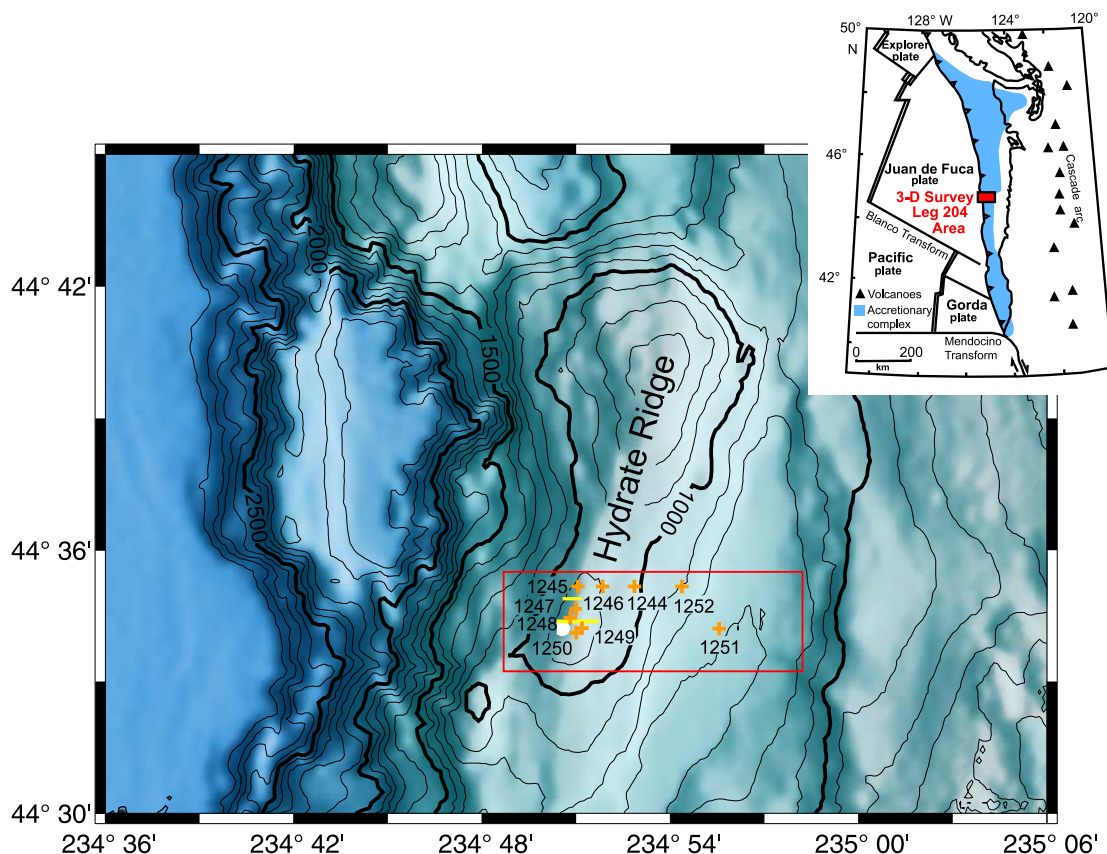 128° W
124°
120°
50°
N
Explorer
plate
46°
Juan de Fuca
plate
3-D Survey
Leg 204
Area
Cascade arc
Blanco Transform
Pacific
plate
42°
Volcanoes
Accretionary
complex
Gorda
plate
Mendocino
Transform
0 200
km
2000
44° 42'
1500
Hydrate Ridge
2500
1000
44° 36'
1245
1246
1244
1252
1247
1248
1249
1250
1251
44° 30'
234° 36'
234° 42'
234° 48'
234° 54'
235° 00'
235° 06'